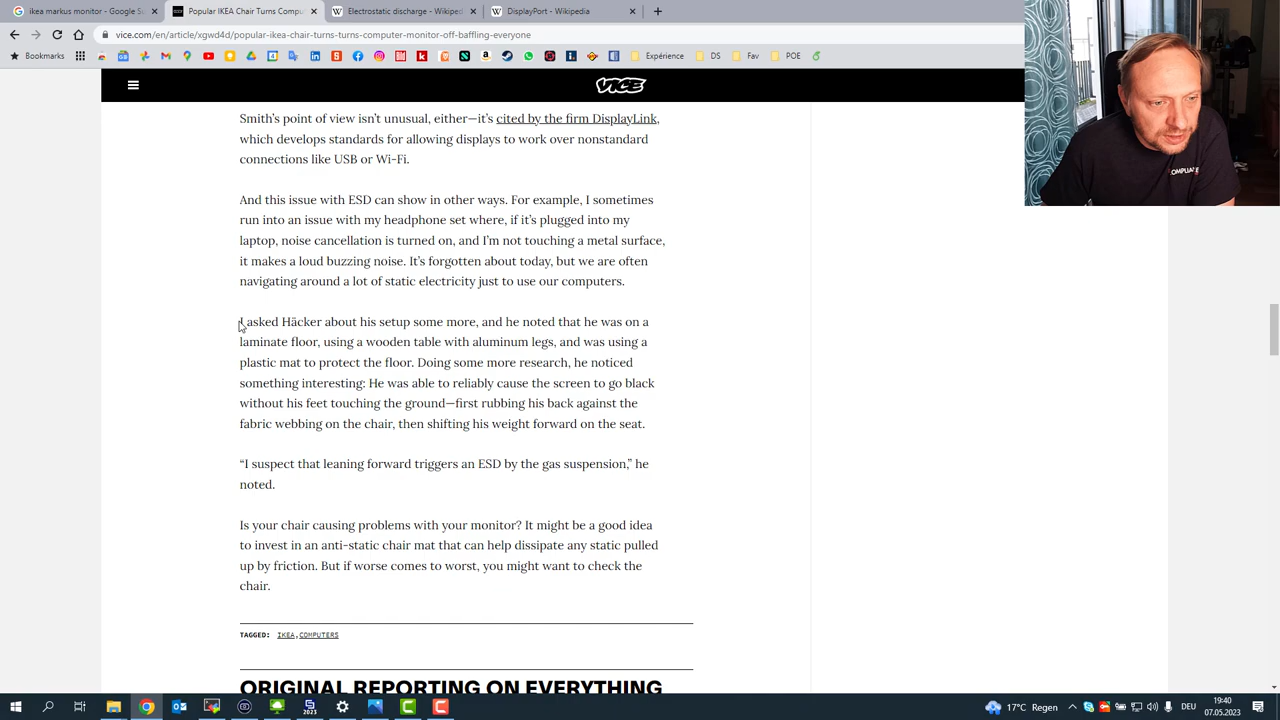 ikea markus monitor - Google S
Popular IKEA Chair Turns Compu
Electrostatic discharge - Wikiped
DisplayPort - Wikipedia
vice.com/en/article/xgwd4d/popular-ikea-chair-turns-turns-computer-monitor-off-baffling-everyone
Bookmarks
Expérience
DS
Fav
POE
VICE
Smith’s point of view isn’t unusual, either—it’s cited by the firm DisplayLink,
which develops standards for allowing displays to work over nonstandard
connections like USB or Wi-Fi.
And this issue with ESD can show in other ways. For example, I sometimes
run into an issue with my headphone set where, if it’s plugged into my
laptop, noise cancellation is turned on, and I’m not touching a metal surface,
it makes a loud buzzing noise. It’s forgotten about today, but we are often
navigating around a lot of static electricity just to use our computers.
I asked Häcker about his setup some more, and he noted that he was on a
laminate floor, using a wooden table with aluminum legs, and was using a
plastic mat to protect the floor. Doing some more research, he noticed
something interesting: He was able to reliably cause the screen to go black
without his feet touching the ground—first rubbing his back against the
fabric webbing on the chair, then shifting his weight forward on the seat.
“I suspect that leaning forward triggers an ESD by the gas suspension,” he
noted.
Is your chair causing problems with your monitor? It might be a good idea
to invest in an anti-static chair mat that can help dissipate any static pulled
up by friction. But if worse comes to worst, you might want to check the
chair.
TAGGED: IKEA, COMPUTERS
ORIGINAL REPORTING ON EVERYTHING
17°C Regen
DEU
19:40
07.05.2023